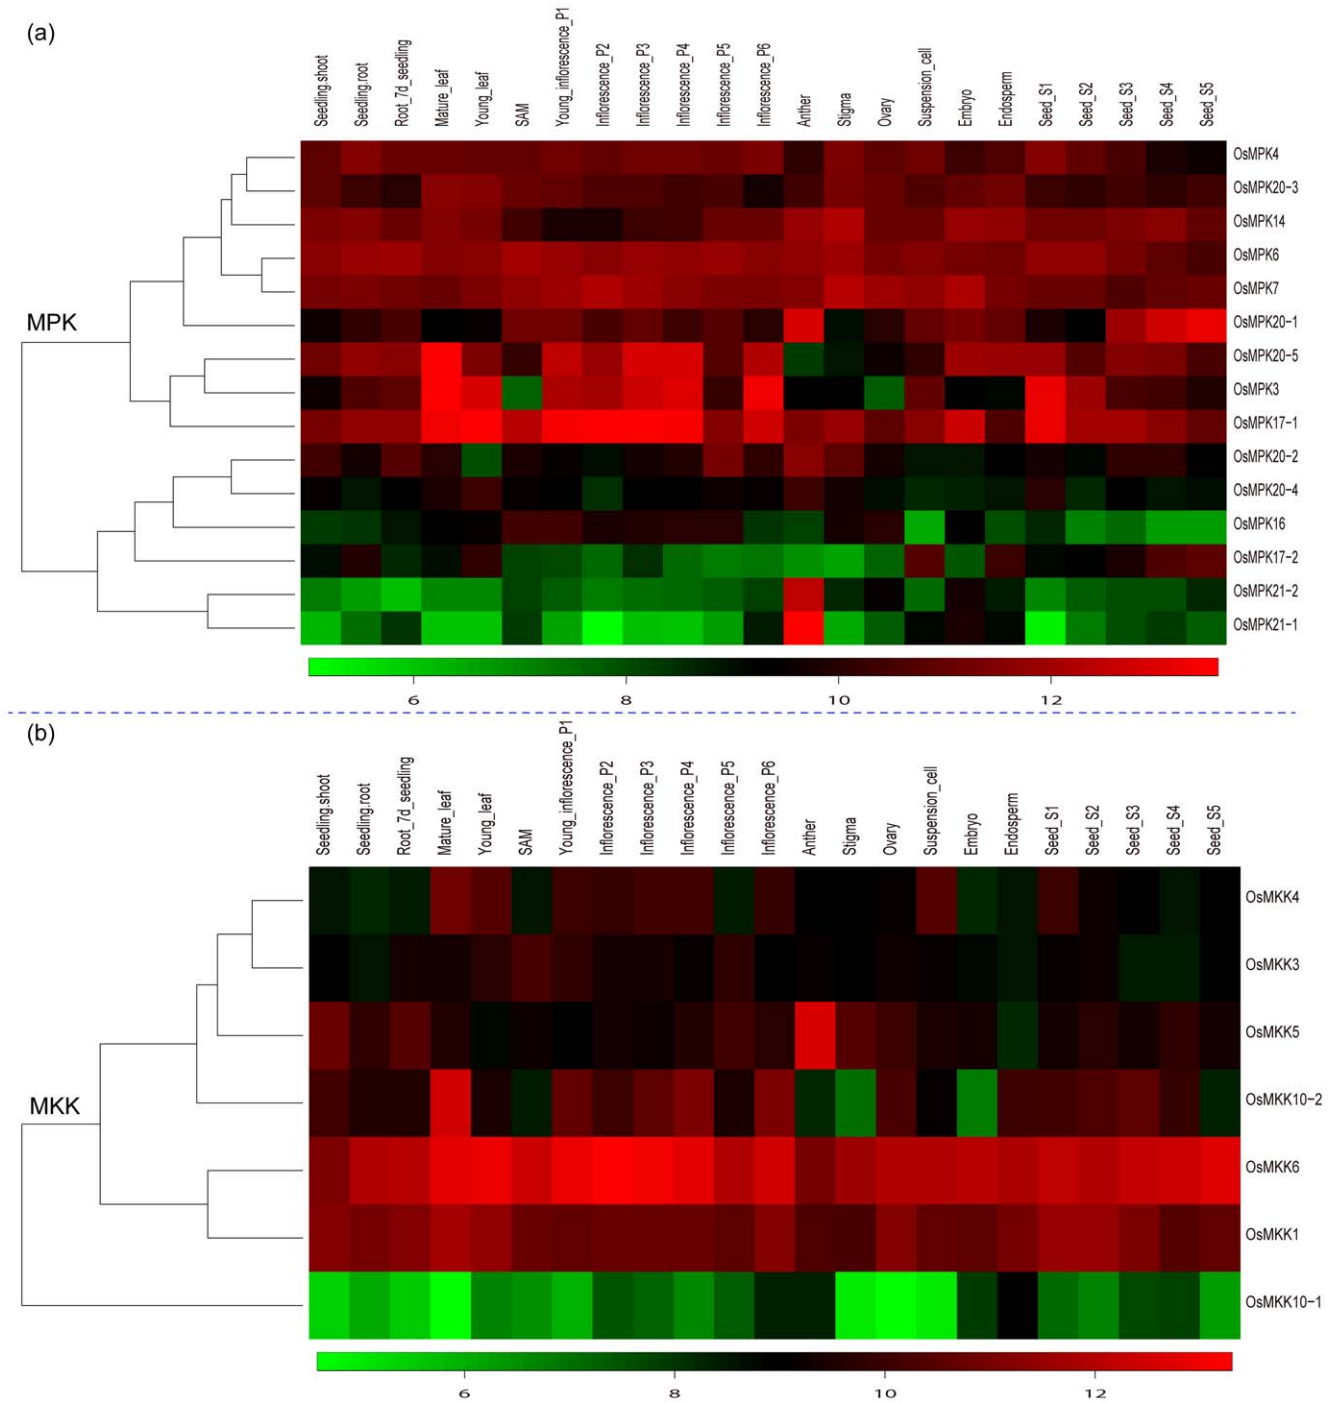 (a)
Seedling.shoot
Seedling.root
Root_7d_seedling
Mature_leaf
Young_leaf
SAM
Young_inflorescence_P1
Inflorescence_P2
Inflorescence_P3
Inflorescence_P4
Inflorescence_P5
Inflorescence_P6
Anther
Stigma
Ovary
Suspension_cell
Embryo
Endosperm
Seed_S1
Seed_S2
Seed_S3
Seed_S4
Seed_S5
MPK
OsMPK4
OsMPK20-3
OsMPK14
OsMPK6
OsMPK7
OsMPK20-1
OsMPK20-5
OsMPK3
OsMPK17-1
OsMPK20-2
OsMPK20-4
OsMPK16
OsMPK17-2
OsMPK21-2
OsMPK21-1
6 8 10 12
(b)
Seedling.shoot
Seedling.root
Root_7d_seedling
Mature_leaf
Young_leaf
SAM
Young_inflorescence_P1
Inflorescence_P2
Inflorescence_P3
Inflorescence_P4
Inflorescence_P5
Inflorescence_P6
Anther
Stigma
Ovary
Suspension_cell
Embryo
Endosperm
Seed_S1
Seed_S2
Seed_S3
Seed_S4
Seed_S5
MKK
OsMKK4
OsMKK3
OsMKK5
OsMKK10-2
OsMKK6
OsMKK1
OsMKK10-1
6 8 10 12